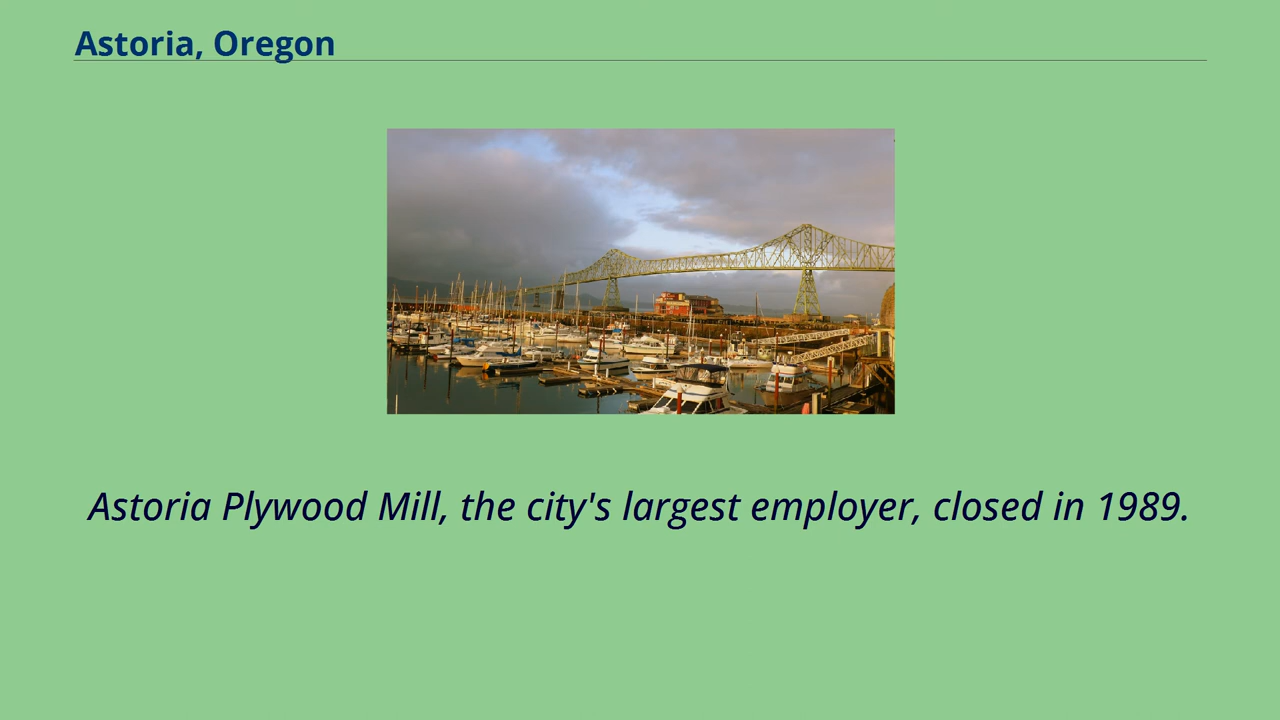 Astoria, Oregon
Astoria Plywood Mill, the city's largest employer, closed in 1989.